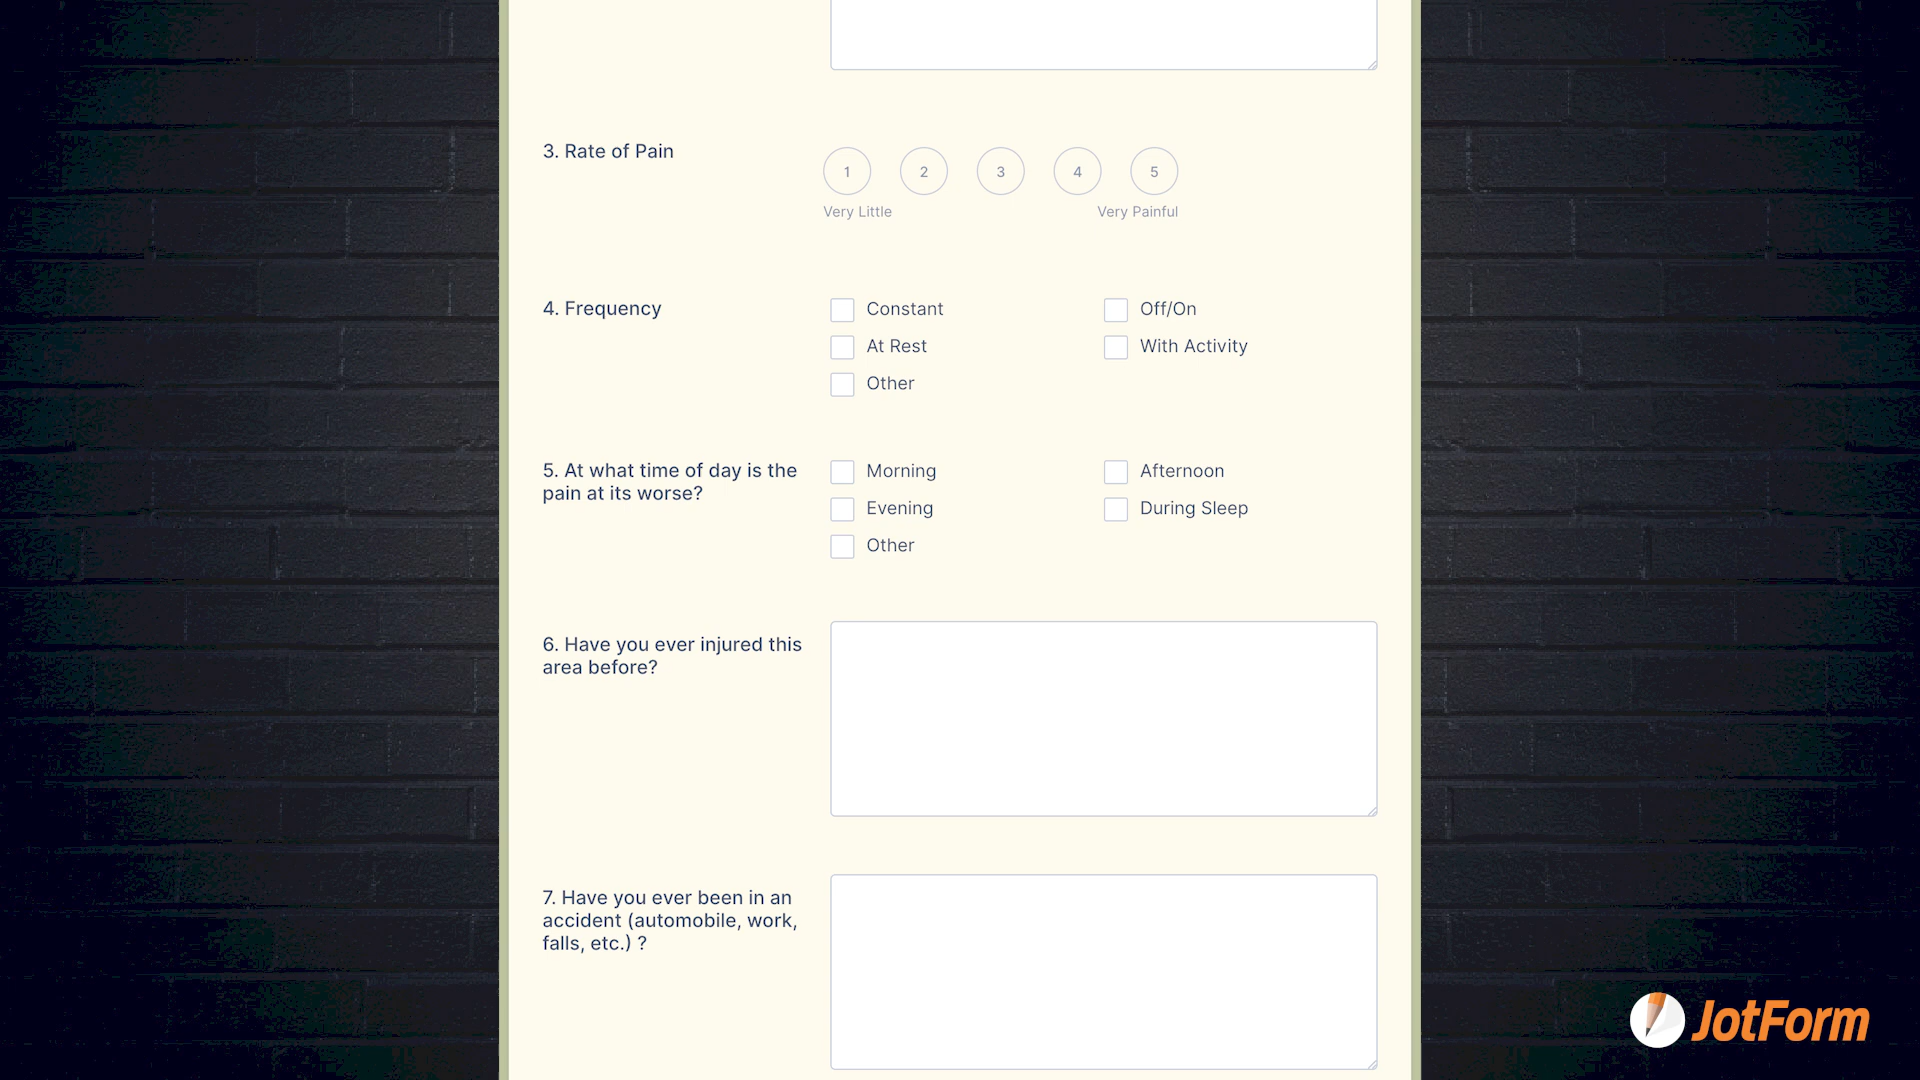 3. Rate of Pain
1 2 3 4 5
Very Little Very Painful
4. Frequency
Constant Off/On
At Rest With Activity
Other
5. At what time of day is the
pain at its worse?
Morning Afternoon
Evening During Sleep
Other
6. Have you ever injured this
area before?
7. Have you ever been in an
accident (automobile, work,
falls, etc.) ?
JotForm